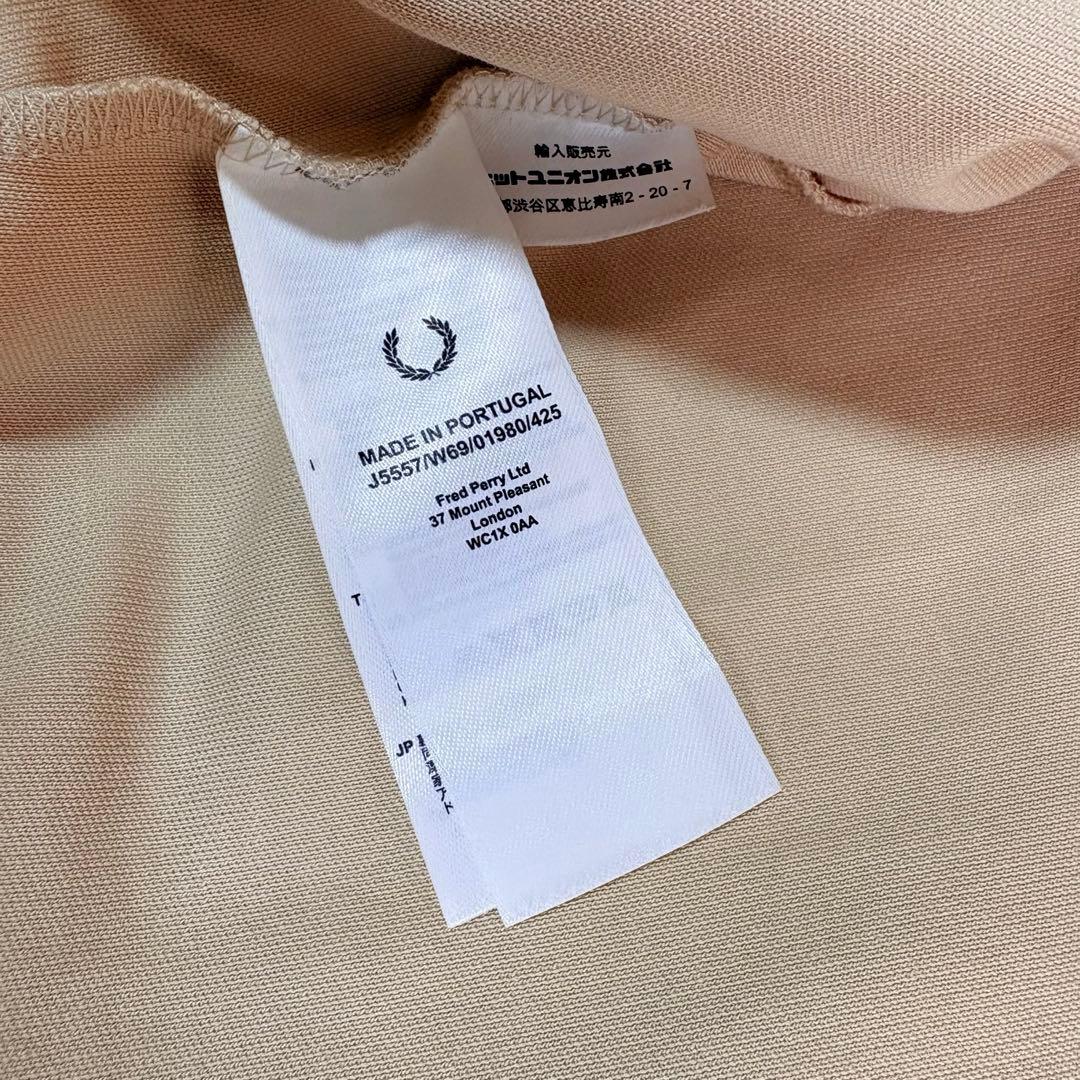 輸入販売元
ットユニオン株式会社
渋谷区恵比寿南2-20-7
MADE IN PORTUGAL
J5557/W69/01980/425
Fred Perry Ltd
37 Mount Pleasant
London
WC1X 0AA
T
JP